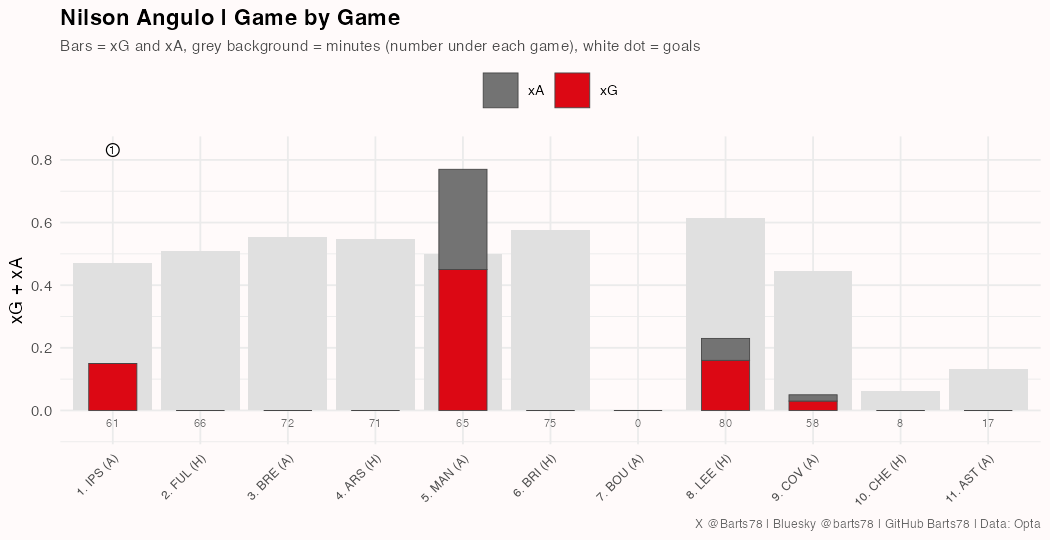 Nilson Angulo | Game by Game
Bars = xG and xA, grey background = minutes (number under each game), white dot = goals
xA xG
xG + xA
0.8
0.6
0.4
0.2
0.0
1
61 66 72 71 65 75 0 80 58 8 17
1. IPS (A)
2. FUL (H)
3. BRE (A)
4. ARS (H)
5. MAN (A)
6. BRI (H)
7. BOU (A)
8. LEE (H)
9. COV (A)
10. CHE (H)
11. AST (A)
X @Barts78 | Bluesky @barts78 | GitHub Barts78 | Data: Opta